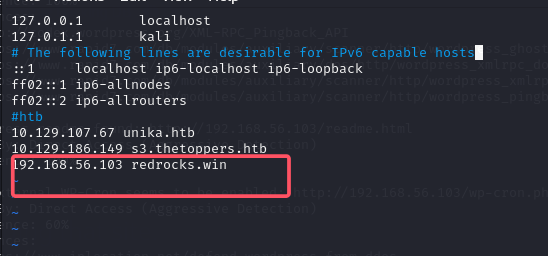 127.0.0.1 localhost
127.0.1.1 kali
# The following lines are desirable for IPv6 capable hosts
::1 localhost ip6-localhost ip6-loopback
ff02::1 ip6-allnodes
ff02::2 ip6-allrouters
#htb
10.129.107.67 unika.htb
10.129.186.149 s3.thetoppers.htb
192.168.56.103 redrocks.win
~
~
~
~